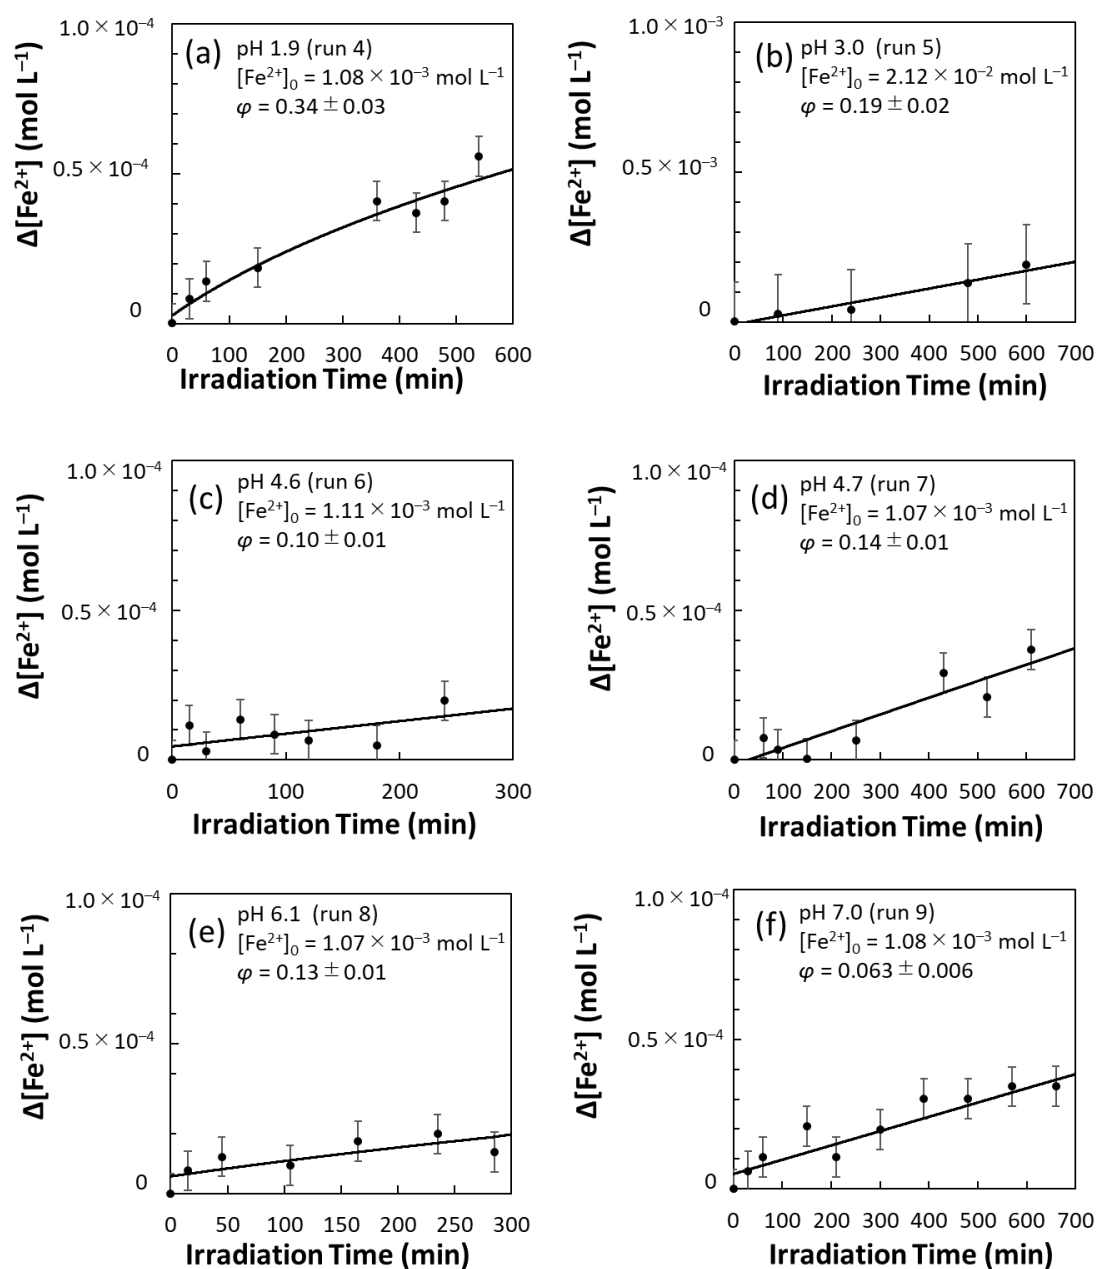 (a) pH 1.9 (run 4)
[Fe²⁺]₀ = 1.08 × 10⁻³ mol L⁻¹
φ = 0.34 ± 0.03
Δ[Fe²⁺] (mol L⁻¹)
1.0 × 10⁻⁴
0.5 × 10⁻⁴
0
0 100 200 300 400 500 600
Irradiation Time (min)
(b) pH 3.0 (run 5)
[Fe²⁺]₀ = 2.12 × 10⁻² mol L⁻¹
φ = 0.19 ± 0.02
Δ[Fe²⁺] (mol L⁻¹)
1.0 × 10⁻³
0.5 × 10⁻³
0
0 100 200 300 400 500 600 700
Irradiation Time (min)
(c) pH 4.6 (run 6)
[Fe²⁺]₀ = 1.11 × 10⁻³ mol L⁻¹
φ = 0.10 ± 0.01
Δ[Fe²⁺] (mol L⁻¹)
1.0 × 10⁻⁴
0.5 × 10⁻⁴
0
0 100 200 300
Irradiation Time (min)
(d) pH 4.7 (run 7)
[Fe²⁺]₀ = 1.07 × 10⁻³ mol L⁻¹
φ = 0.14 ± 0.01
Δ[Fe²⁺] (mol L⁻¹)
1.0 × 10⁻⁴
0.5 × 10⁻⁴
0
0 100 200 300 400 500 600 700
Irradiation Time (min)
(e) pH 6.1 (run 8)
[Fe²⁺]₀ = 1.07 × 10⁻³ mol L⁻¹
φ = 0.13 ± 0.01
Δ[Fe²⁺] (mol L⁻¹)
1.0 × 10⁻⁴
0.5 × 10⁻⁴
0
0 50 100 150 200 250 300
Irradiation Time (min)
(f) pH 7.0 (run 9)
[Fe²⁺]₀ = 1.08 × 10⁻³ mol L⁻¹
φ = 0.063 ± 0.006
Δ[Fe²⁺] (mol L⁻¹)
1.0 × 10⁻⁴
0.5 × 10⁻⁴
0
0 100 200 300 400 500 600 700
Irradiation Time (min)